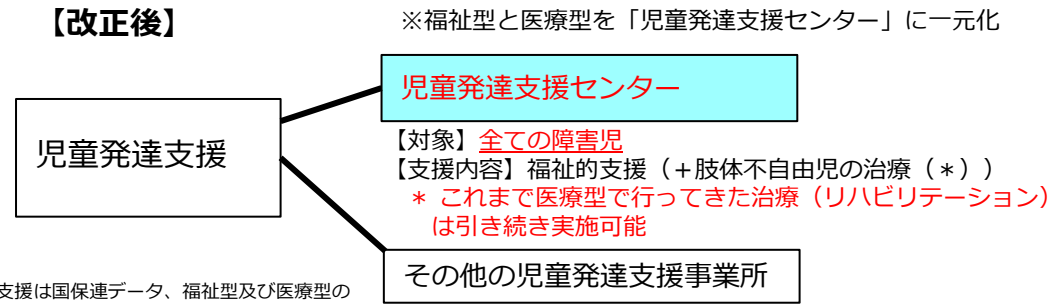 【改正後】
※福祉型と医療型を「児童発達支援センター」に一元化
児童発達支援センター
児童発達支援
【対象】全ての障害児
【支援内容】福祉的支援（＋肢体不自由児の治療（＊））
＊ これまで医療型で行ってきた治療（リハビリテーション）
は引き続き実施可能
その他の児童発達支援事業所
支援は国保連データ、福祉型及び医療型の